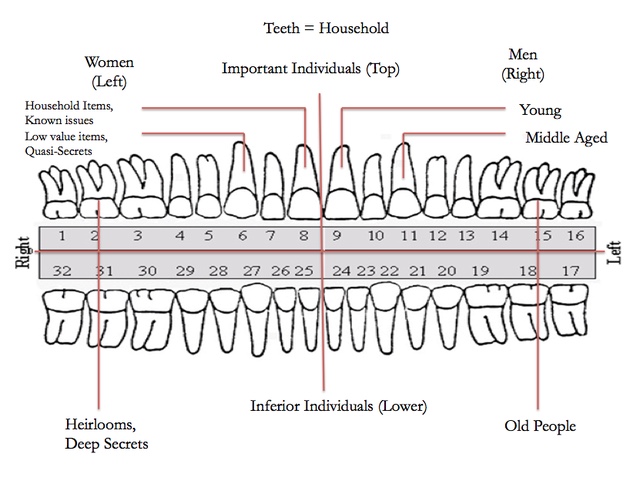 Teeth = Household
Women
(Left)
Important Individuals (Top)
Men
(Right)
Household Items,
Known issues
Low value items,
Quasi-Secrets
Young
Middle Aged
Right
1 2 3 4 5 6 7 8 9 10 11 12 13 14 15 16
32 31 30 29 28 27 26 25 24 23 22 21 20 19 18 17
Left
Inferior Individuals (Lower)
Heirlooms,
Deep Secrets
Old People